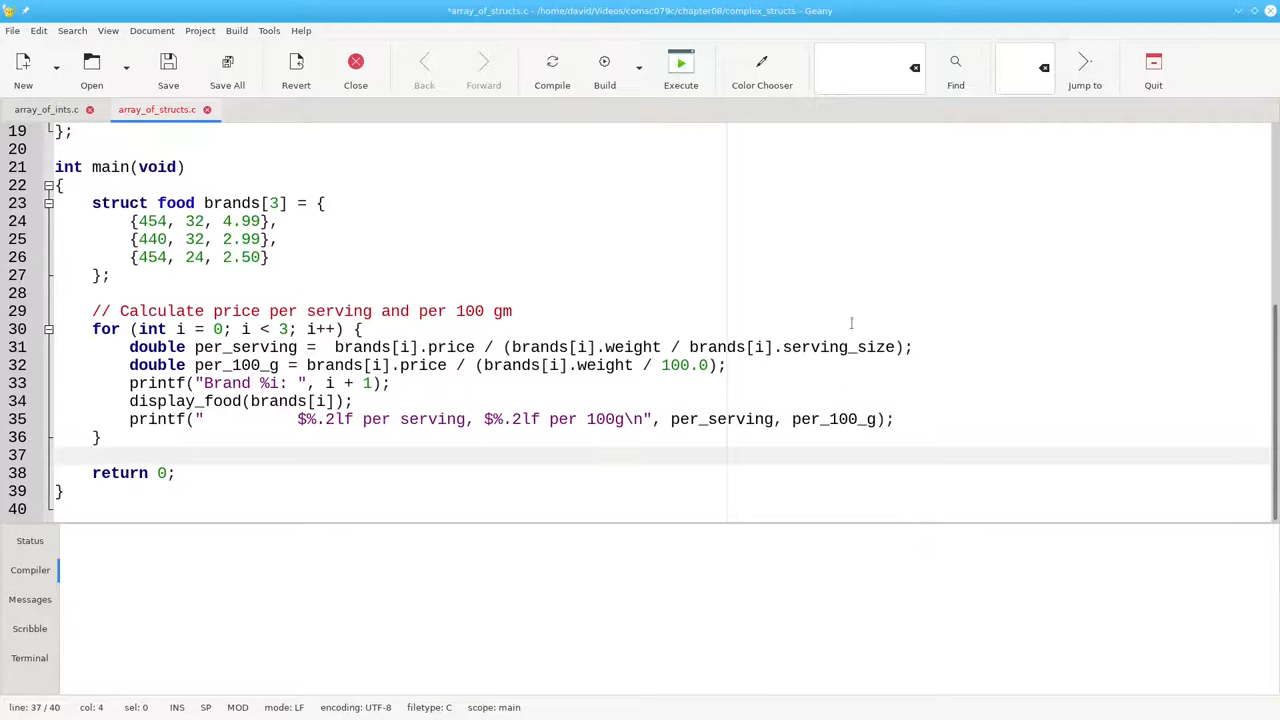 *array_of_structs.c - /home/david/Videos/comsc079c/chapter08/complex_structs - Geany
File Edit Search View Document Project Build Tools Help
New Open Save Save All Revert Close Back Forward Compile Build Execute Color Chooser Find Jump to Quit
array_of_ints.c array_of_structs.c
19 };
20
21 int main(void)
22 {
23     struct food brands[3] = {
24         {454, 32, 4.99},
25         {440, 32, 2.99},
26         {454, 24, 2.50}
27     };
28
29     // Calculate price per serving and per 100 gm
30     for (int i = 0; i < 3; i++) {
31         double per_serving =  brands[i].price / (brands[i].weight / brands[i].serving_size);
32         double per_100_g = brands[i].price / (brands[i].weight / 100.0);
33         printf("Brand %i: ", i + 1);
34         display_food(brands[i]);
35         printf("          $%.2lf per serving, $%.2lf per 100g\n", per_serving, per_100_g);
36     }
37
38     return 0;
39 }
40
Status
Compiler
Messages
Scribble
Terminal
line: 37 / 40 col: 4 sel: 0 INS SP MOD mode: LF encoding: UTF-8 filetype: C scope: main